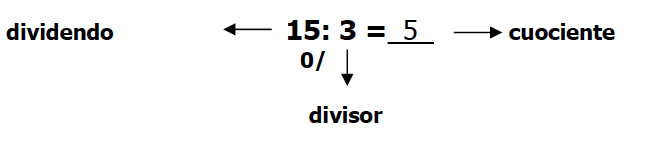 dividendo 15: 3 = 5 cuociente
0/
divisor